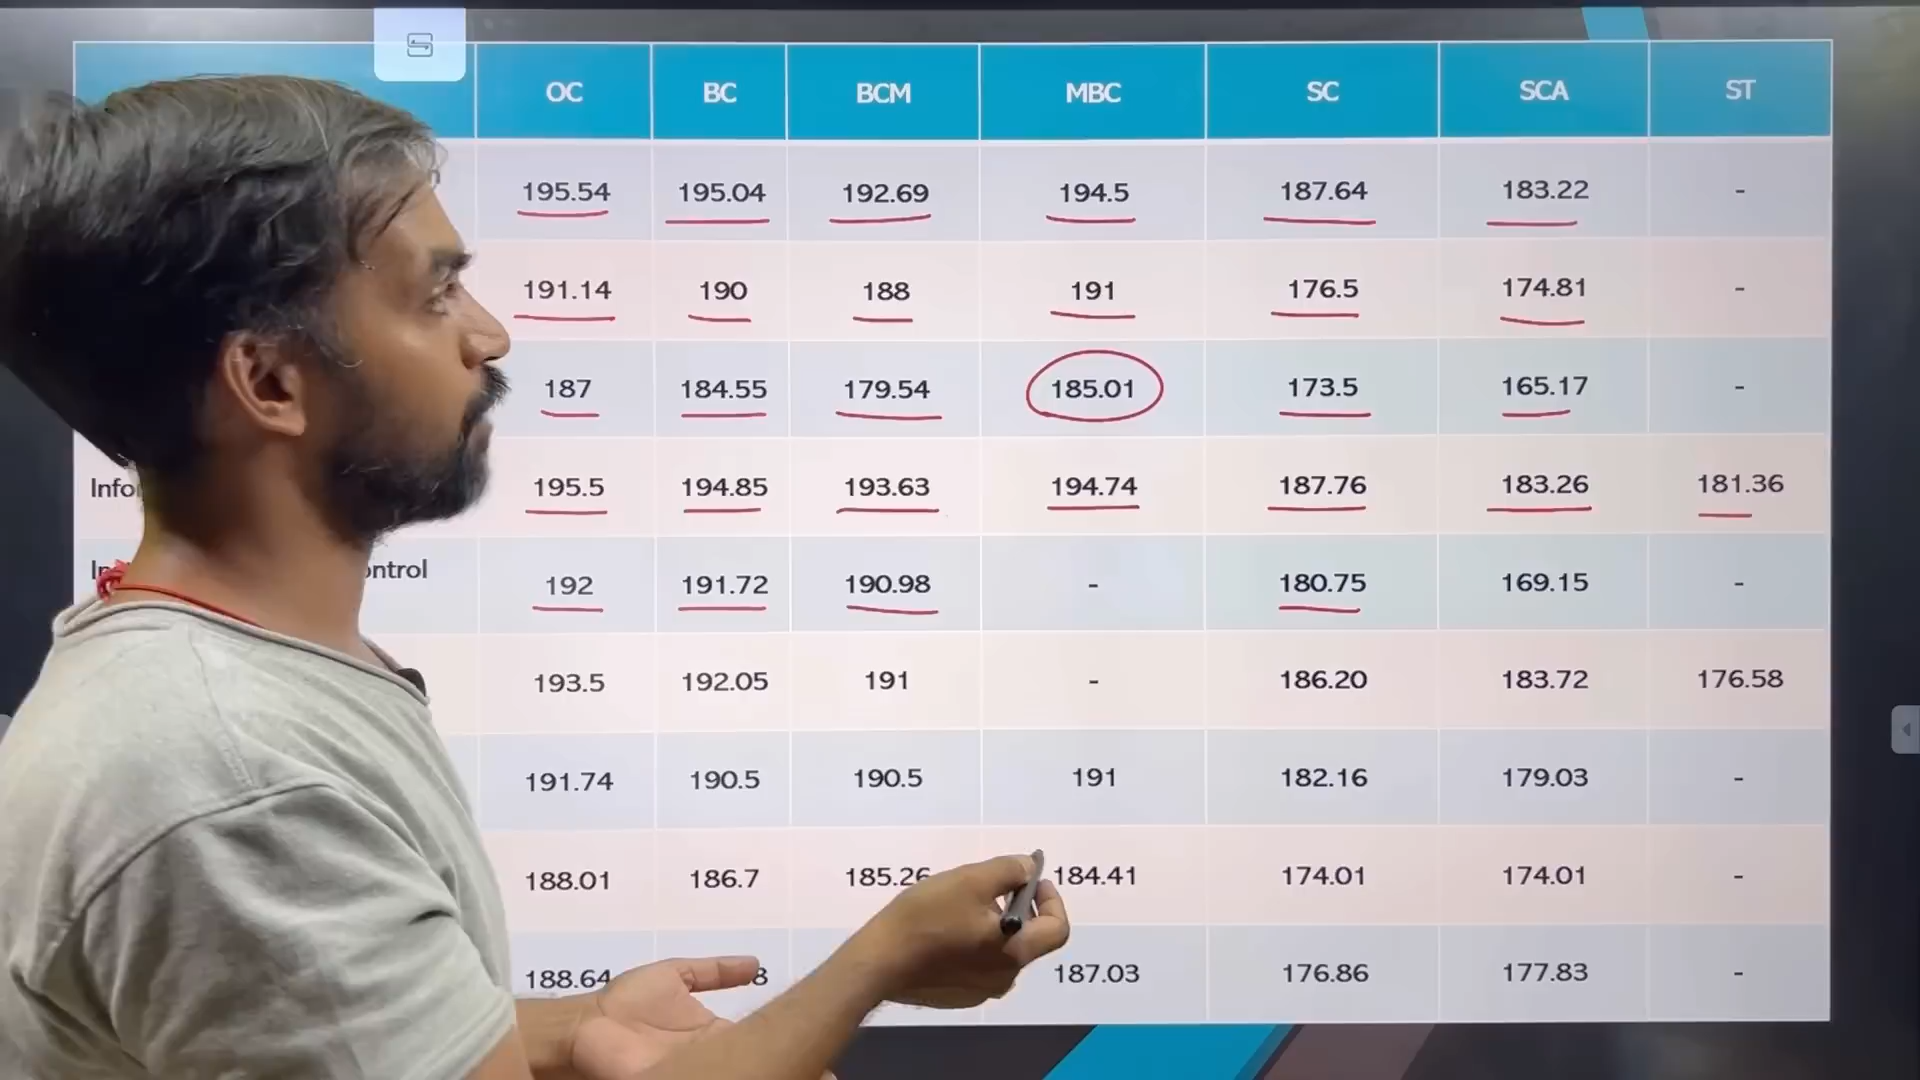 OC BC BCM MBC SC SCA ST
195.54 195.04 192.69 194.5 187.64 183.22 -
191.14 190 188 191 176.5 174.81 -
187 184.55 179.54 185.01 173.5 165.17 -
195.5 194.85 193.63 194.74 187.76 183.26 181.36
ontrol 192 191.72 190.98 - 180.75 169.15 -
193.5 192.05 191 - 186.20 183.72 176.58
191.74 190.5 190.5 191 182.16 179.03 -
188.01 186.7 185.26 184.41 174.01 174.01 -
188.64 8 187.03 176.86 177.83 -